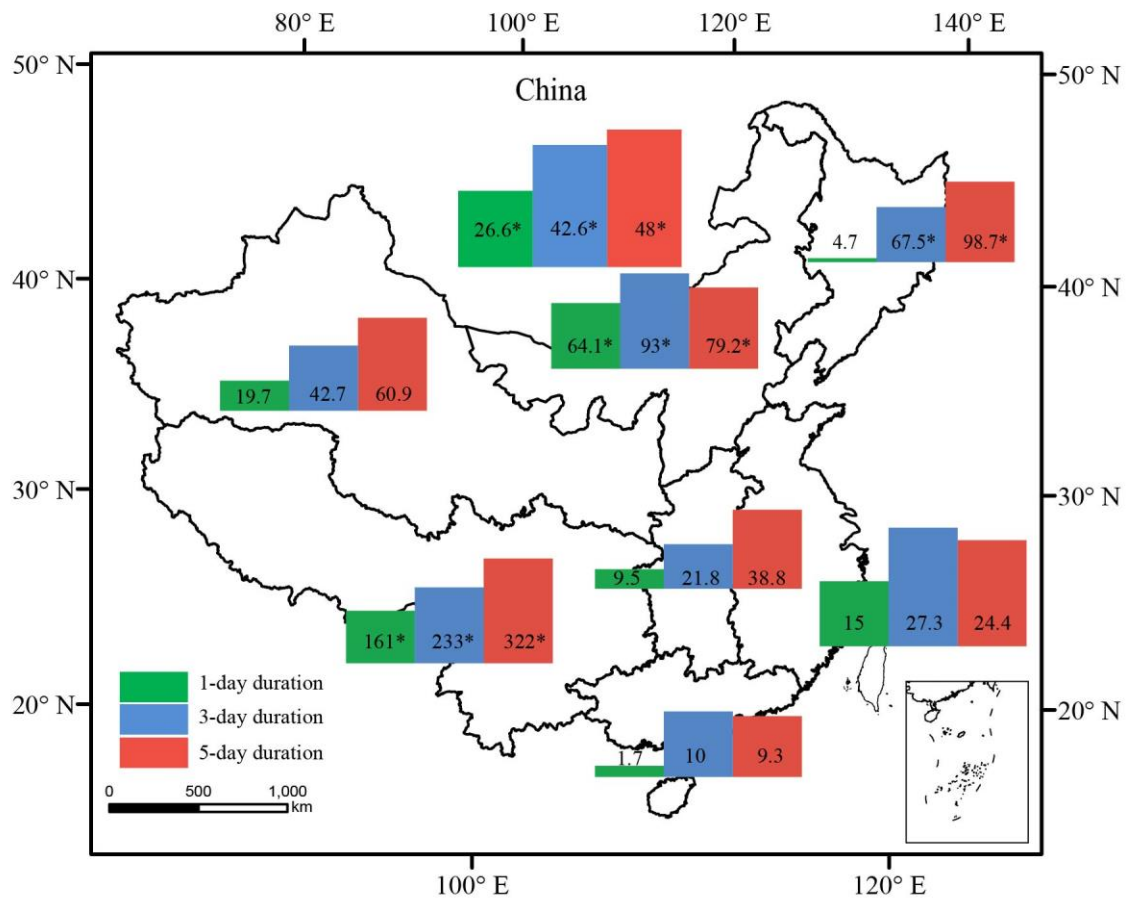 80° E 100° E 120° E 140° E
50° N 50° N
China
26.6* 42.6* 48*
4.7 67.5* 98.7*
40° N 40° N
64.1* 93* 79.2*
19.7 42.7 60.9
30° N 30° N
9.5 21.8 38.8
15 27.3 24.4
161* 233* 322*
1-day duration
3-day duration
5-day duration
20° N 20° N
1.7 10 9.3
0 500 1,000
km
100° E 120° E